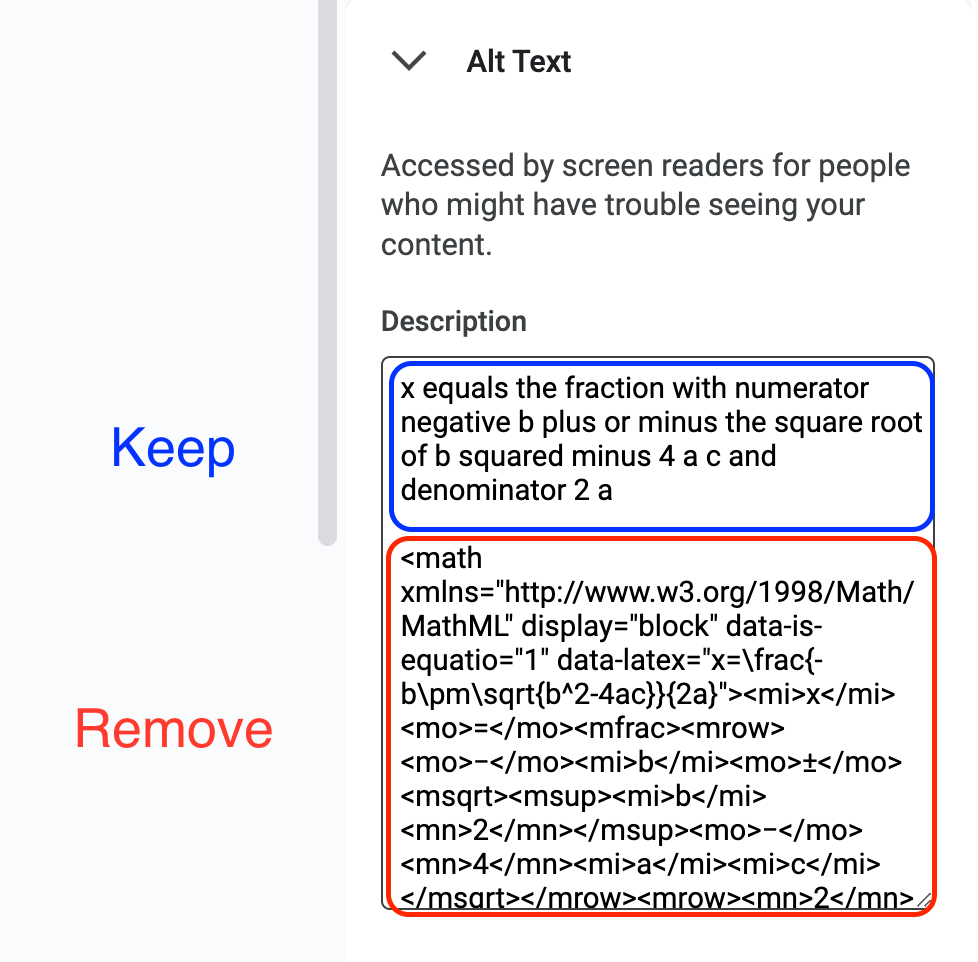 Alt Text
Accessed by screen readers for people
who might have trouble seeing your
content.
Description
Keep
x equals the fraction with numerator
negative b plus or minus the square root
of b squared minus 4 a c and
denominator 2 a
Remove
<math
xmlns="http://www.w3.org/1998/Math/
MathML" display="block" data-is-
equatio="1" data-latex="x=\frac{-
b\pm\sqrt{b^2-4ac}}{2a}"><mi>x</mi>
<mo>=</mo><mfrac><mrow>
<mo>−</mo><mi>b</mi><mo>±</mo>
<msqrt><msup><mi>b</mi>
<mn>2</mn></msup><mo>−</mo>
<mn>4</mn><mi>a</mi><mi>c</mi>
</msqrt></mrow><mrow><mn>2</mn>